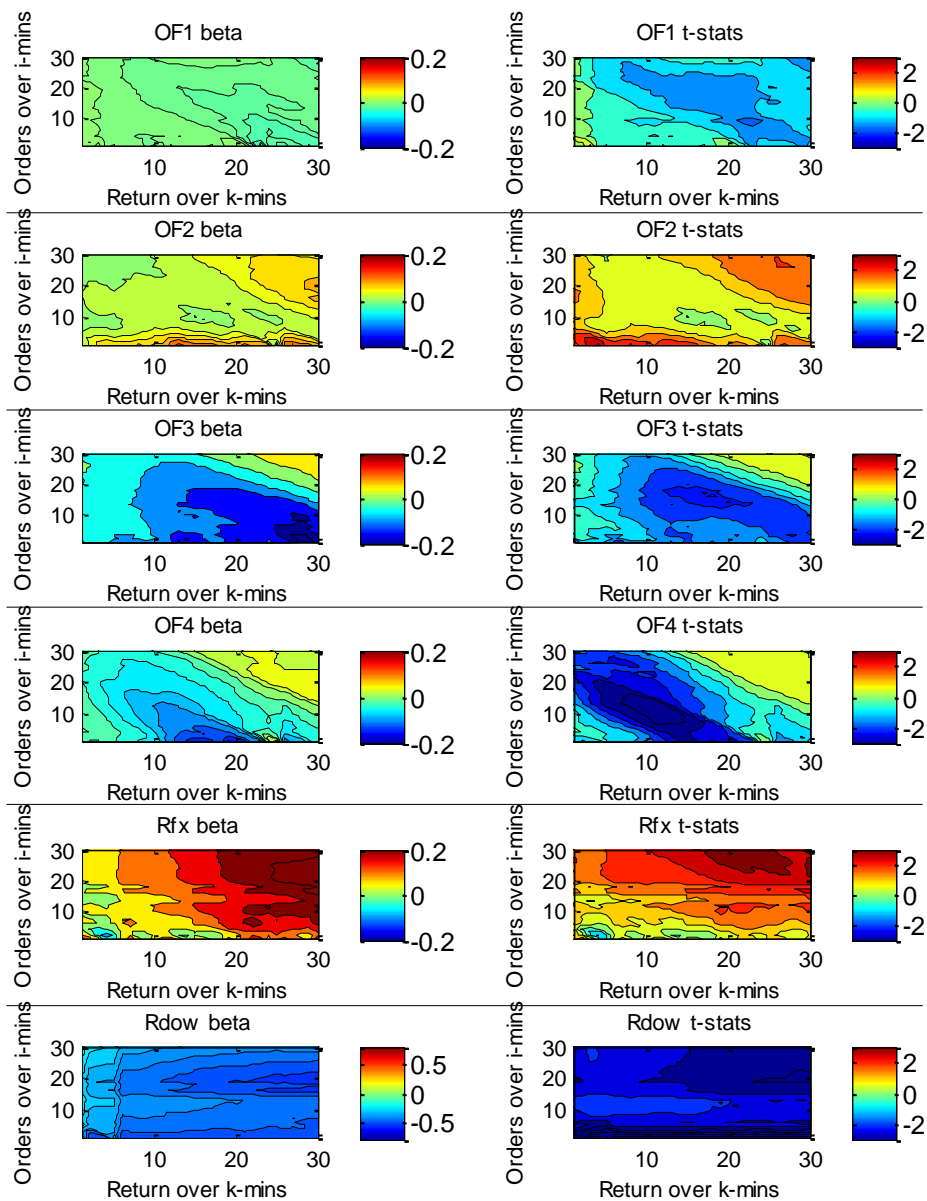 OF1 beta OF1 t-stats
Orders over i-mins 30 20 10 0.2 0 -0.2 Orders over i-mins 30 20 10 2 0 -2
10 20 30 10 20 30
Return over k-mins Return over k-mins
OF2 beta OF2 t-stats
Orders over i-mins 30 20 10 0.2 0 -0.2 Orders over i-mins 30 20 10 2 0 -2
10 20 30 10 20 30
Return over k-mins Return over k-mins
OF3 beta OF3 t-stats
Orders over i-mins 30 20 10 0.2 0 -0.2 Orders over i-mins 30 20 10 2 0 -2
10 20 30 10 20 30
Return over k-mins Return over k-mins
OF4 beta OF4 t-stats
Orders over i-mins 30 20 10 0.2 0 -0.2 Orders over i-mins 30 20 10 2 0 -2
10 20 30 10 20 30
Return over k-mins Return over k-mins
Rfx beta Rfx t-stats
Orders over i-mins 30 20 10 0.2 0 -0.2 Orders over i-mins 30 20 10 2 0 -2
10 20 30 10 20 30
Return over k-mins Return over k-mins
Rdow beta Rdow t-stats
Orders over i-mins 30 20 10 0.5 0 -0.5 Orders over i-mins 30 20 10 2 0 -2
10 20 30 10 20 30
Return over k-mins Return over k-mins